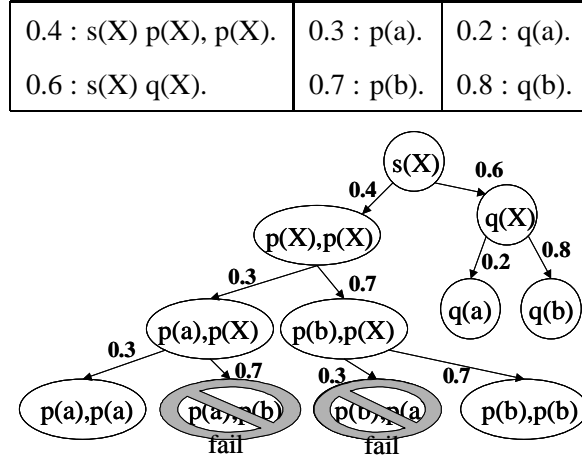 0.4 : s(X) p(X), p(X). 0.3 : p(a). 0.2 : q(a).
0.6 : s(X) q(X). 0.7 : p(b). 0.8 : q(b).
s(X)
0.4 0.6
p(X),p(X) q(X)
0.3 0.7 0.2 0.8
p(a),p(X) p(b),p(X) q(a) q(b)
0.3 0.7 0.3 0.7
p(a),p(a) p(a),p(b) p(b),p(a p(b),p(b)
fail fail